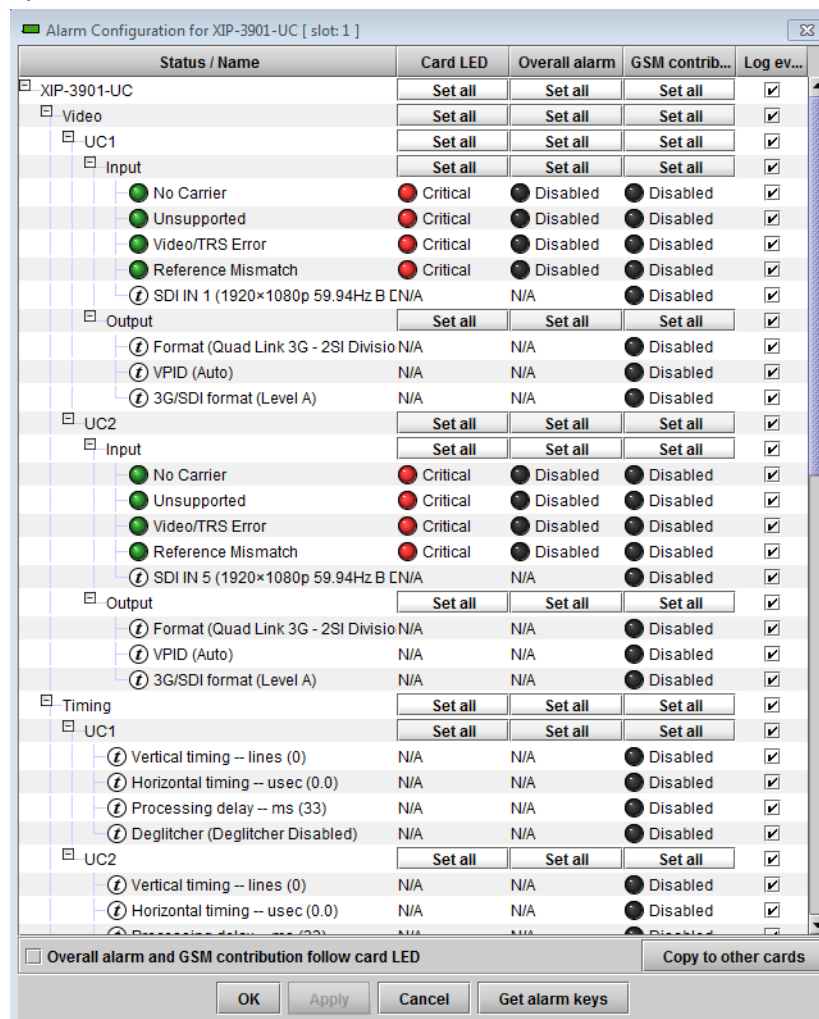 Alarm Configuration for XIP-3901-UC [ slot: 1 ]
Status / Name Card LED Overall alarm GSM contrib... Log ev...
XIP-3901-UC Set all Set all Set all
Video Set all Set all Set all
UC1 Set all Set all Set all
Input Set all Set all Set all
No Carrier Critical Disabled Disabled
Unsupported Critical Disabled Disabled
Video/TRS Error Critical Disabled Disabled
Reference Mismatch Critical Disabled Disabled
t SDI IN 1 (1920×1080p 59.94Hz B N/A N/A Disabled
Output Set all Set all Set all
t Format (Quad Link 3G - 2SI Divisio N/A N/A Disabled
t VPID (Auto) N/A N/A Disabled
t 3G/SDI format (Level A) N/A N/A Disabled
UC2 Set all Set all Set all
Input Set all Set all Set all
No Carrier Critical Disabled Disabled
Unsupported Critical Disabled Disabled
Video/TRS Error Critical Disabled Disabled
Reference Mismatch Critical Disabled Disabled
t SDI IN 5 (1920×1080p 59.94Hz B N/A N/A Disabled
Output Set all Set all Set all
t Format (Quad Link 3G - 2SI Divisio N/A N/A Disabled
t VPID (Auto) N/A N/A Disabled
t 3G/SDI format (Level A) N/A N/A Disabled
Timing Set all Set all Set all
UC1 Set all Set all Set all
t Vertical timing -- lines (0) N/A N/A Disabled
t Horizontal timing -- usec (0.0) N/A N/A Disabled
t Processing delay -- ms (33) N/A N/A Disabled
t Deglitcher (Deglitcher Disabled) N/A N/A Disabled
UC2 Set all Set all Set all
t Vertical timing -- lines (0) N/A N/A Disabled
t Horizontal timing -- usec (0.0) N/A N/A Disabled
Overall alarm and GSM contribution follow card LED Copy to other cards
OK Apply Cancel Get alarm keys